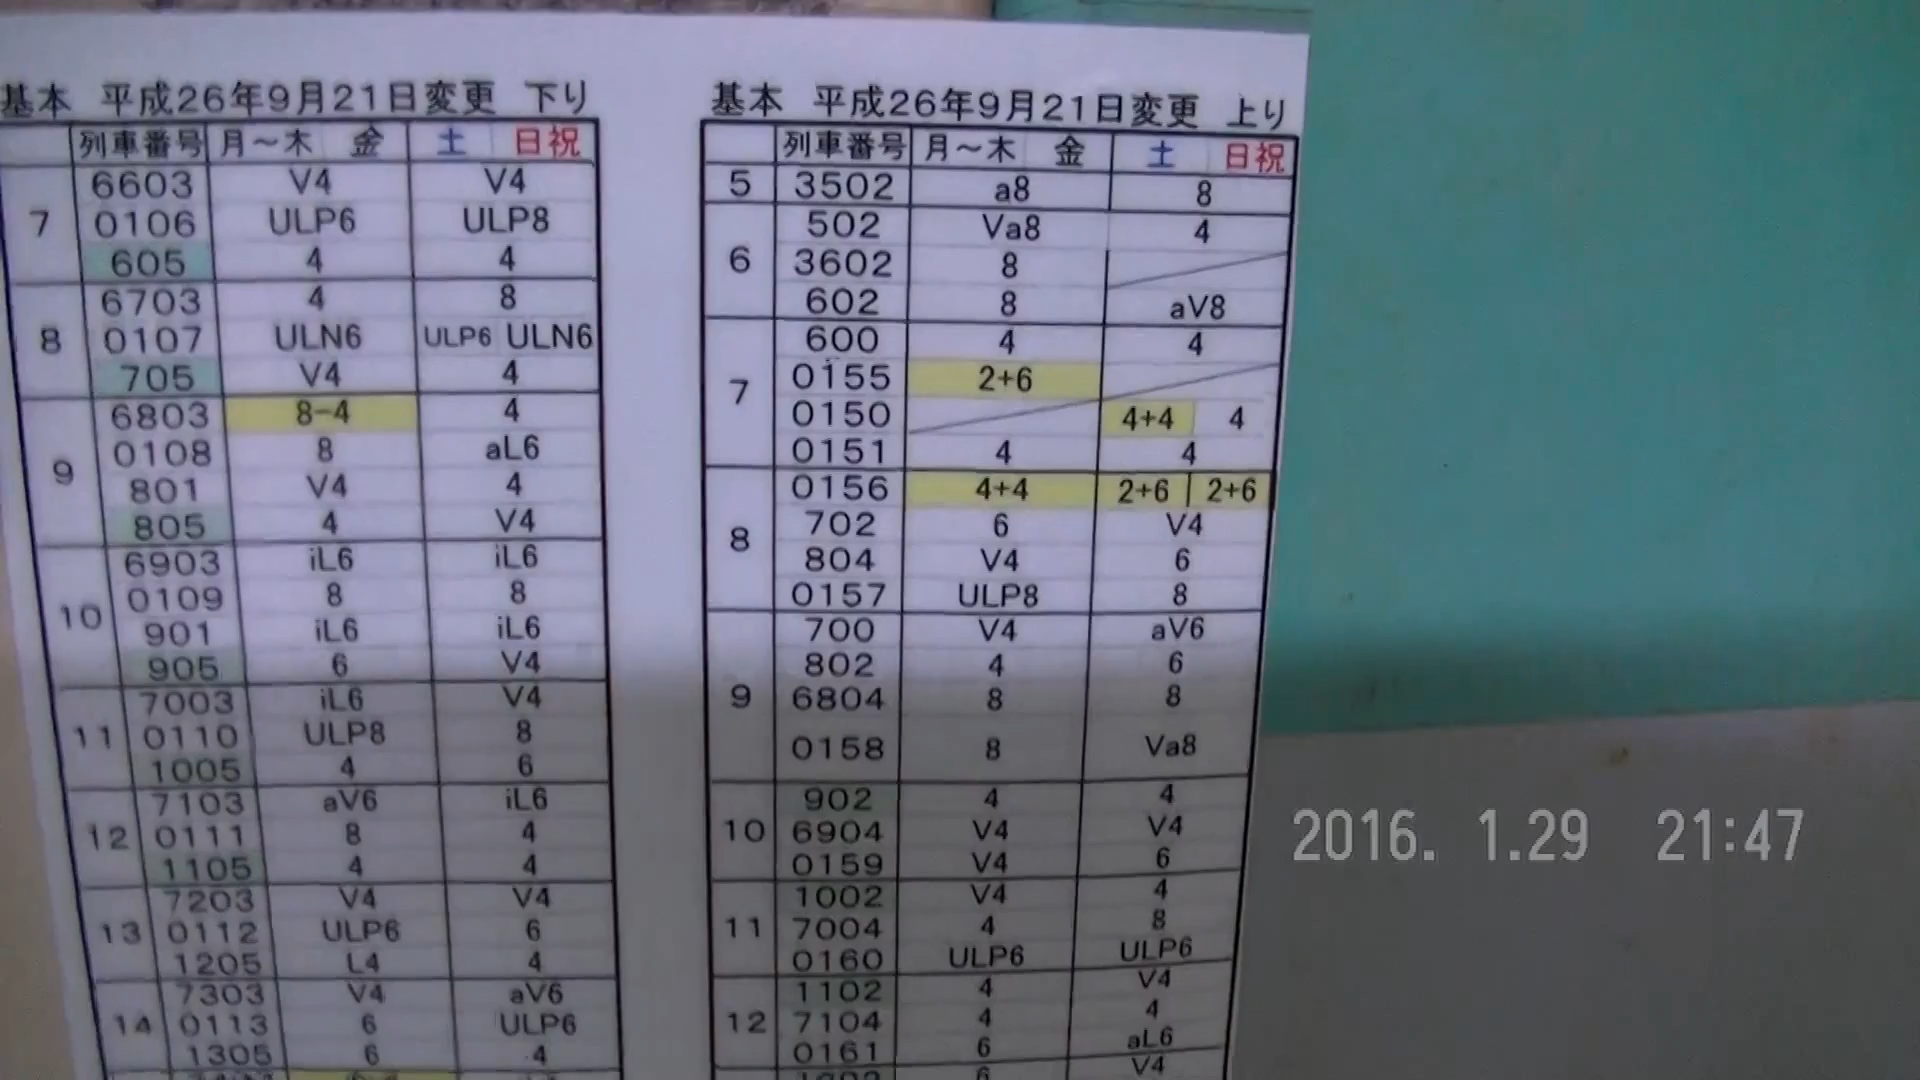 基本 平成26年9月21日変更 下り
列車番号 月～木 金 土 日祝
7
6603 V4 V4
0106 ULP6 ULP8
605 4 4
8
6703 4 8
0107 ULN6 ULP6 ULN6
705 V4 4
9
6803 8-4 4
0108 8 aL6
801 V4 4
805 4 V4
10
6903 iL6 iL6
0109 8 8
901 iL6 iL6
905 6 V4
11
7003 iL6 V4
0110 ULP8 8
1005 4 6
12
7103 aV6 iL6
0111 8 4
1105 4 4
13
7203 V4 V4
0112 ULP6 6
1205 L4 4
14
7303 V4 aV6
0113 6 ULP6
1305 6 4
基本 平成26年9月21日変更 上り
列車番号 月～木 金 土 日祝
5
3502 a8 8
6
502 Va8 4
3602 8
602 8 aV8
7
600 4 4
0155 2+6
0150 4+4 4
0151 4 4
8
0156 4+4 2+6 2+6
702 6 V4
804 V4 6
0157 ULP8 8
9
700 V4 aV6
802 4 6
6804 8 8
0158 8 Va8
10
902 4 4
6904 V4 V4
0159 V4 6
11
1002 V4 4
7004 4 8
0160 ULP6 ULP6
12
1102 4 V4
7104 4 4
0161 6 aL6
6 V4
2016. 1.29 21:47